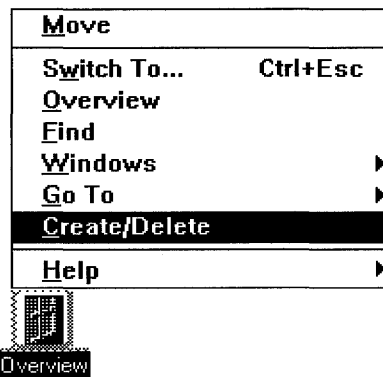 Move
Switch To... Ctrl+Esc
Overview
Find
Windows
Go To
Create/Delete
Help
Overview